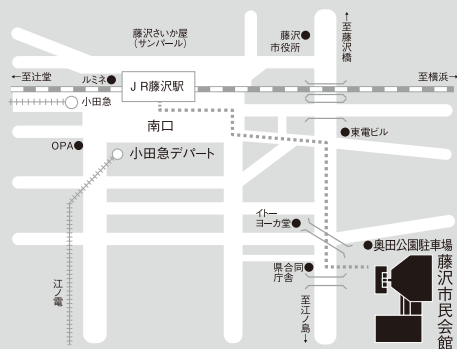 藤沢さいか屋
(サンパール)
藤沢
市役所
↑至藤沢橋
←至辻堂
ルミネ
JR藤沢駅
至横浜→
小田急
南口
東電ビル
OPA
小田急デパート
イトー
ヨーカ堂
奥田公園駐車場
県合同
庁舎
江ノ電
至江ノ島→
藤沢市民会館